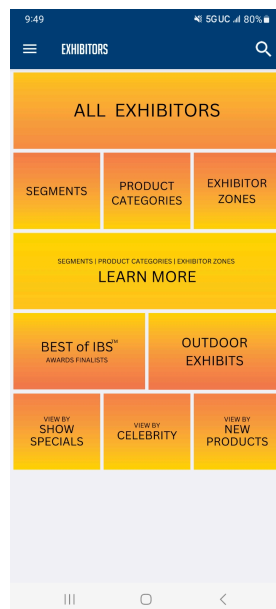 9:49 5G UC 80%
EXHIBITORS
ALL EXHIBITORS
SEGMENTS
PRODUCT
CATEGORIES
EXHIBITOR
ZONES
SEGMENTS | PRODUCT CATEGORIES | EXHIBITOR ZONES
LEARN MORE
BEST of IBS™
AWARDS FINALISTS
OUTDOOR
EXHIBITS
VIEW BY
SHOW
SPECIALS
VIEW BY
CELEBRITY
VIEW BY
NEW
PRODUCTS